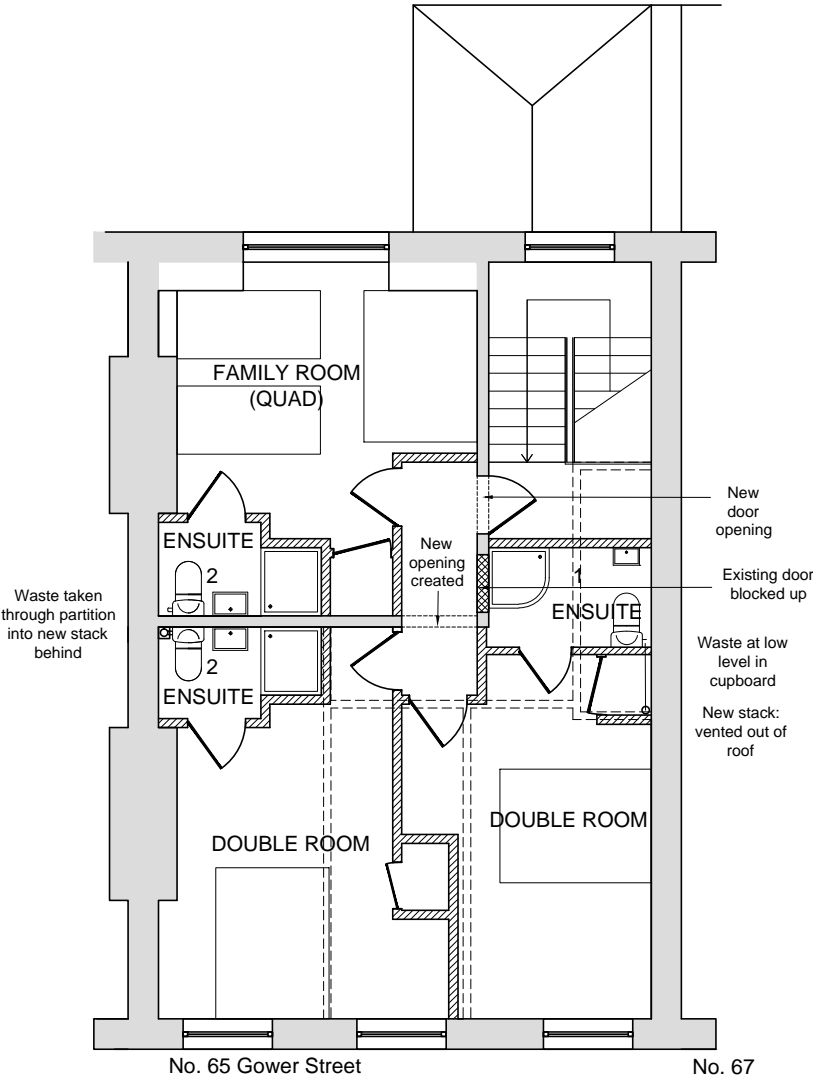 FAMILY ROOM
(QUAD)
New
door
opening
ENSUITE
2
New
opening
created
1
ENSUITE
Existing door
blocked up
Waste taken
through partition
into new stack
behind
2
ENSUITE
Waste at low
level in
cupboard
New stack:
vented out of
roof
DOUBLE ROOM
DOUBLE ROOM
No. 65 Gower Street
No. 67